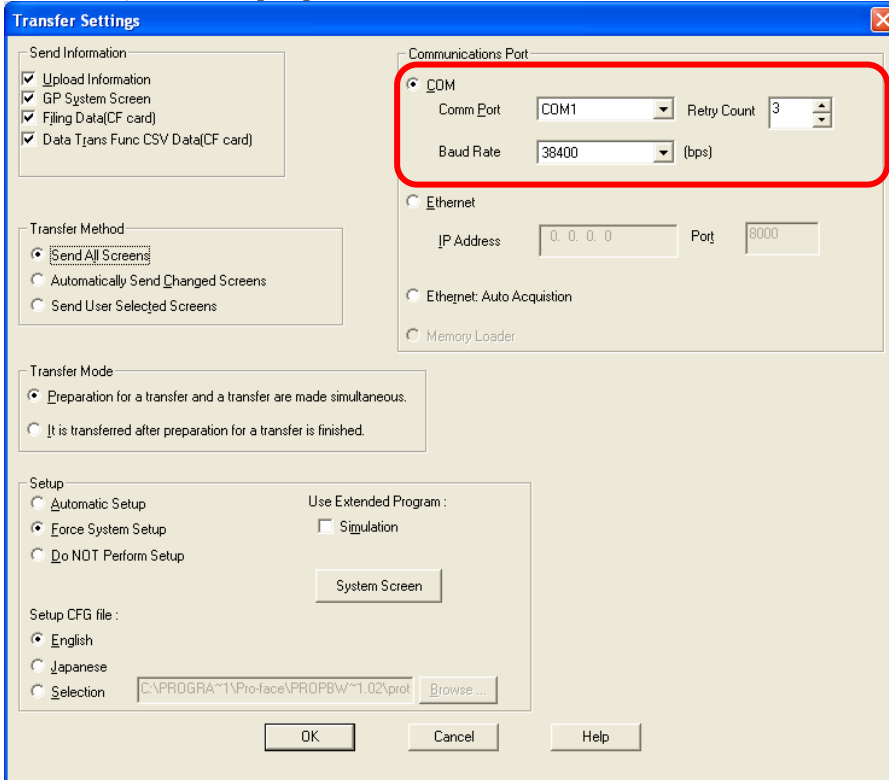 Transfer Settings
Send Information
Upload Information
GP System Screen
Filing Data(CF card)
Data Trans Func CSV Data(CF card)
Transfer Method
Send All Screens
Automatically Send Changed Screens
Send User Selected Screens
Communications Port
COM
Comm Port COM1 Retry Count 3
Baud Rate 38400 (bps)
Ethernet
IP Address 0. 0. 0. 0 Port 8000
Ethernet: Auto Acquistion
Memory Loader
Transfer Mode
Preparation for a transfer and a transfer are made simultaneous.
It is transferred after preparation for a transfer is finished.
Setup
Automatic Setup
Force System Setup
Do NOT Perform Setup
Use Extended Program :
Simulation
System Screen
Setup CFG file :
English
Japanese
Selection C:\PROGRA~1\Pro-face\PROPBW~1.02\prot Browse ...
OK Cancel Help